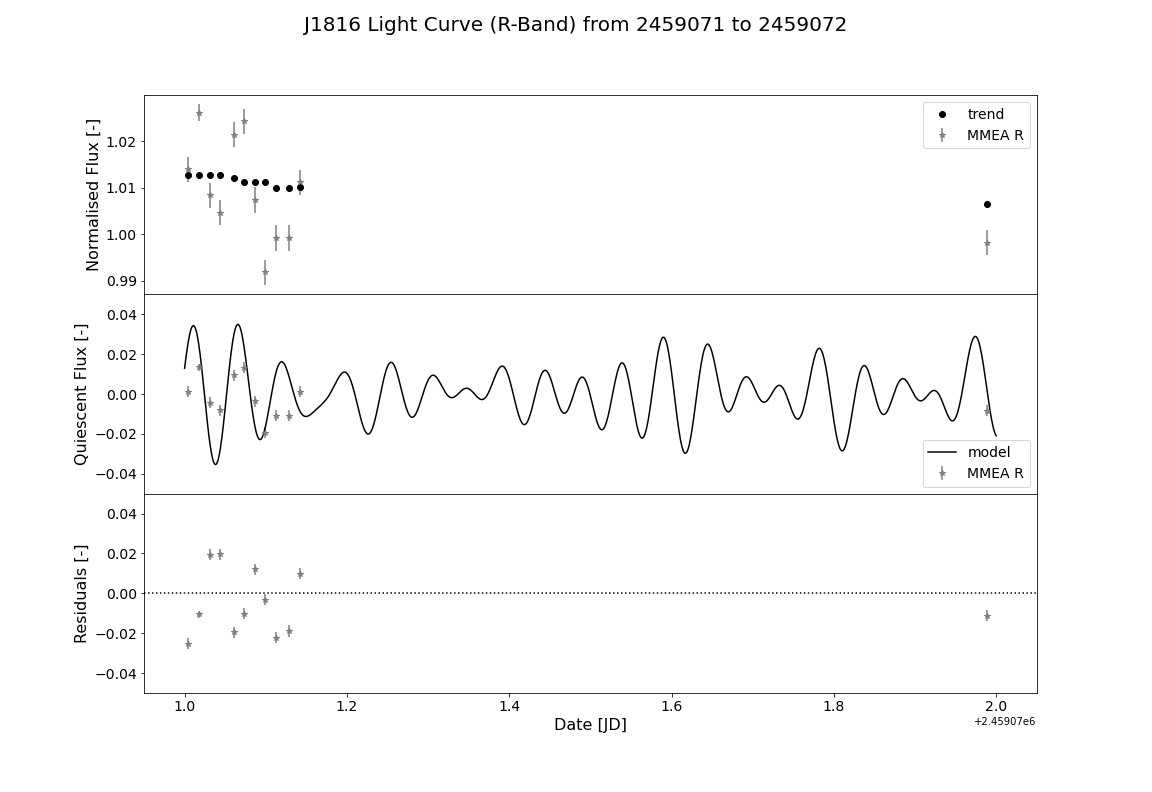 J1816 Light Curve (R-Band) from 2459071 to 2459072
Normalised Flux [-]
1.02
1.01
1.00
0.99
trend
MMEA R
Quiescent Flux [-]
0.04
0.02
0.00
−0.02
−0.04
model
MMEA R
Residuals [-]
0.04
0.02
0.00
−0.02
−0.04
1.0 1.2 1.4 1.6 1.8 2.0
Date [JD]
+2.45907e6